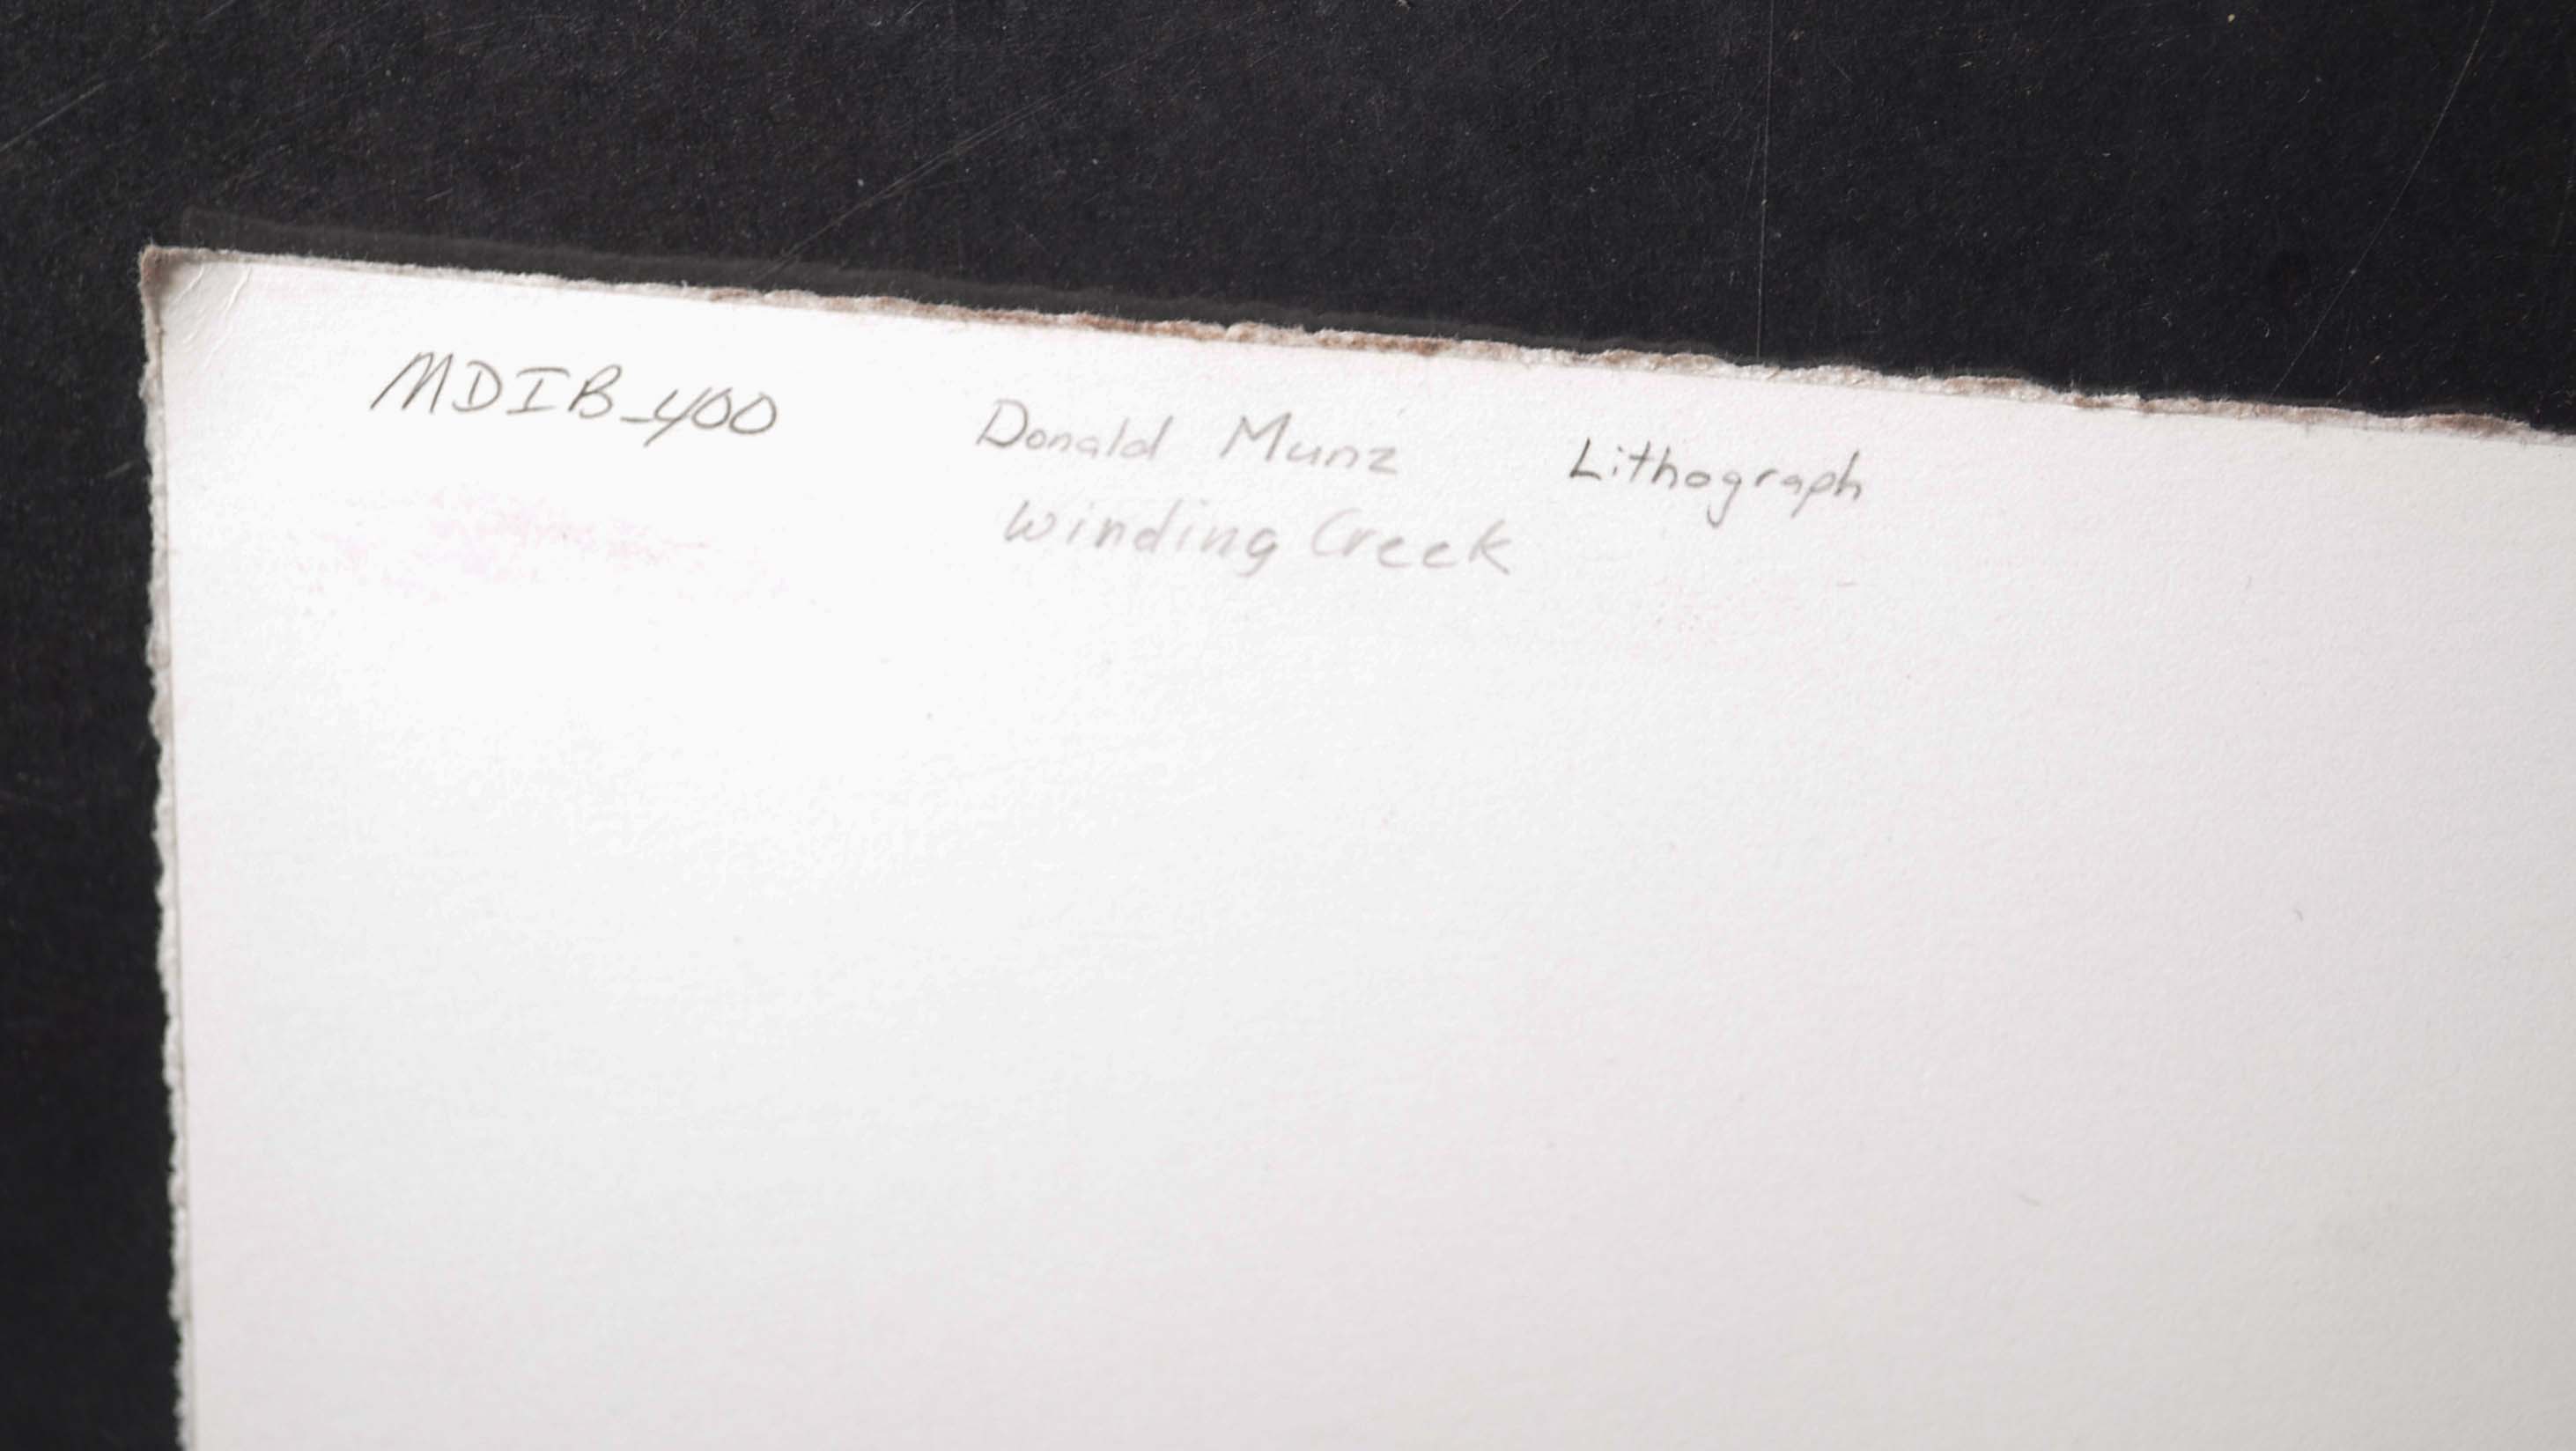 MDIB_400 Donald Munz Lithograph
Winding Creek